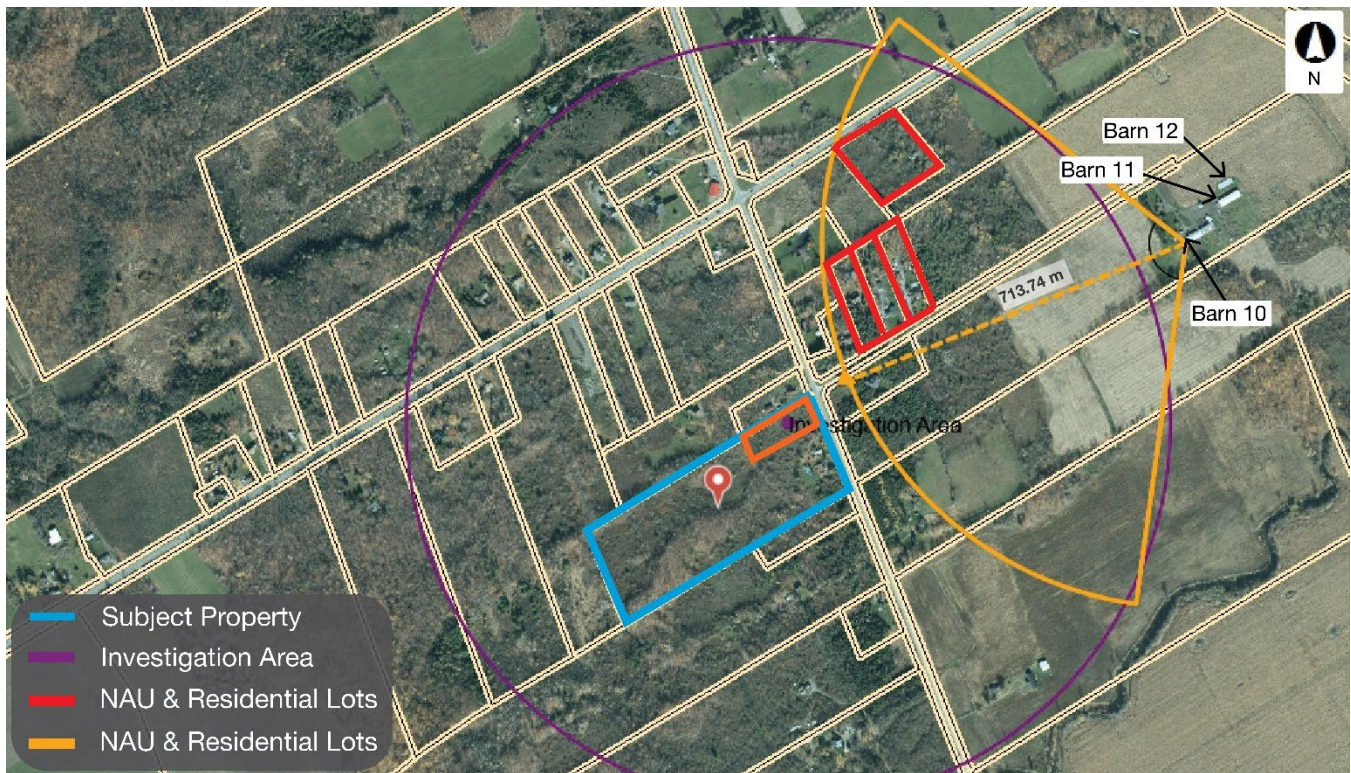 N
Barn 12
Barn 11
713.74 m
Barn 10
Investigation Area
Subject Property
Investigation Area
NAU & Residential Lots
NAU & Residential Lots